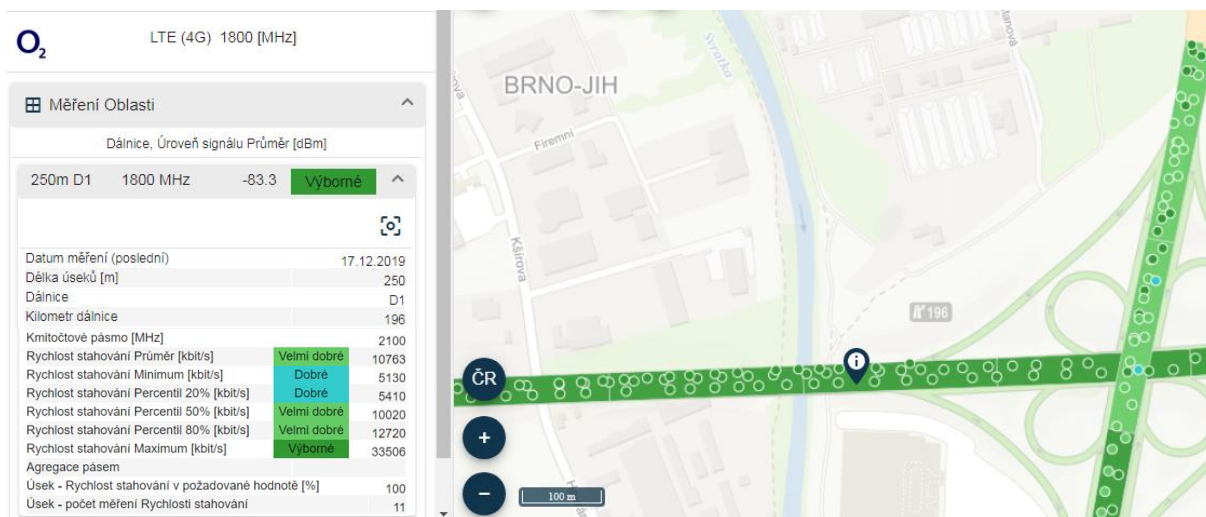 O2
LTE (4G) 1800 [MHz]
Měření Oblasti
Dálnice, Úroveň signálu Průměr [dBm]
250m D1 1800 MHz -83.3 Výborné
Datum měření (poslední) 17.12.2019
Délka úseků [m] 250
Dálnice D1
Kilometr dálnice 196
Kmitočtové pásmo [MHz] 2100
Rychlost stahování Průměr [kbit/s] Velmi dobré 10763
Rychlost stahování Minimum [kbit/s] Dobré 5130
Rychlost stahování Percentil 20% [kbit/s] Dobré 5410
Rychlost stahování Percentil 50% [kbit/s] Velmi dobré 10020
Rychlost stahování Percentil 80% [kbit/s] Velmi dobré 12720
Rychlost stahování Maximum [kbit/s] Výborné 33506
Agregace pásem
Úsek - Rychlost stahování v požadované hodnotě [%] 100
Úsek - počet měření Rychlosti stahování 11
Svratka
BRNO-JIH
Firemní
Kšírova
196
ČR
+
−
100 m